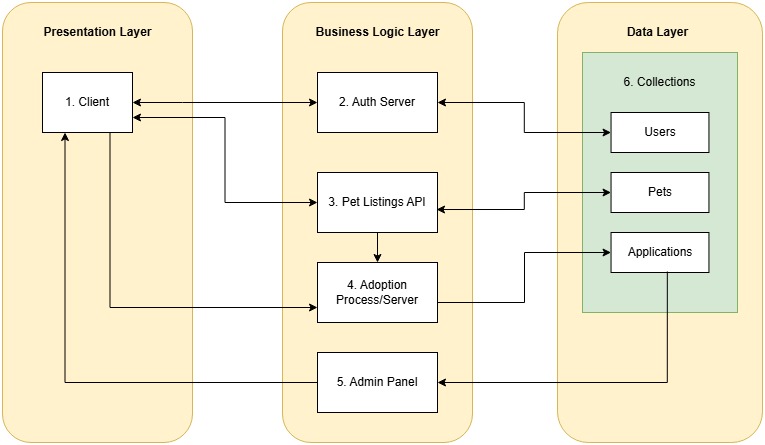 Presentation Layer
Business Logic Layer
Data Layer
1. Client
2. Auth Server
6. Collections
Users
3. Pet Listings API
Pets
4. Adoption
Process/Server
Applications
5. Admin Panel